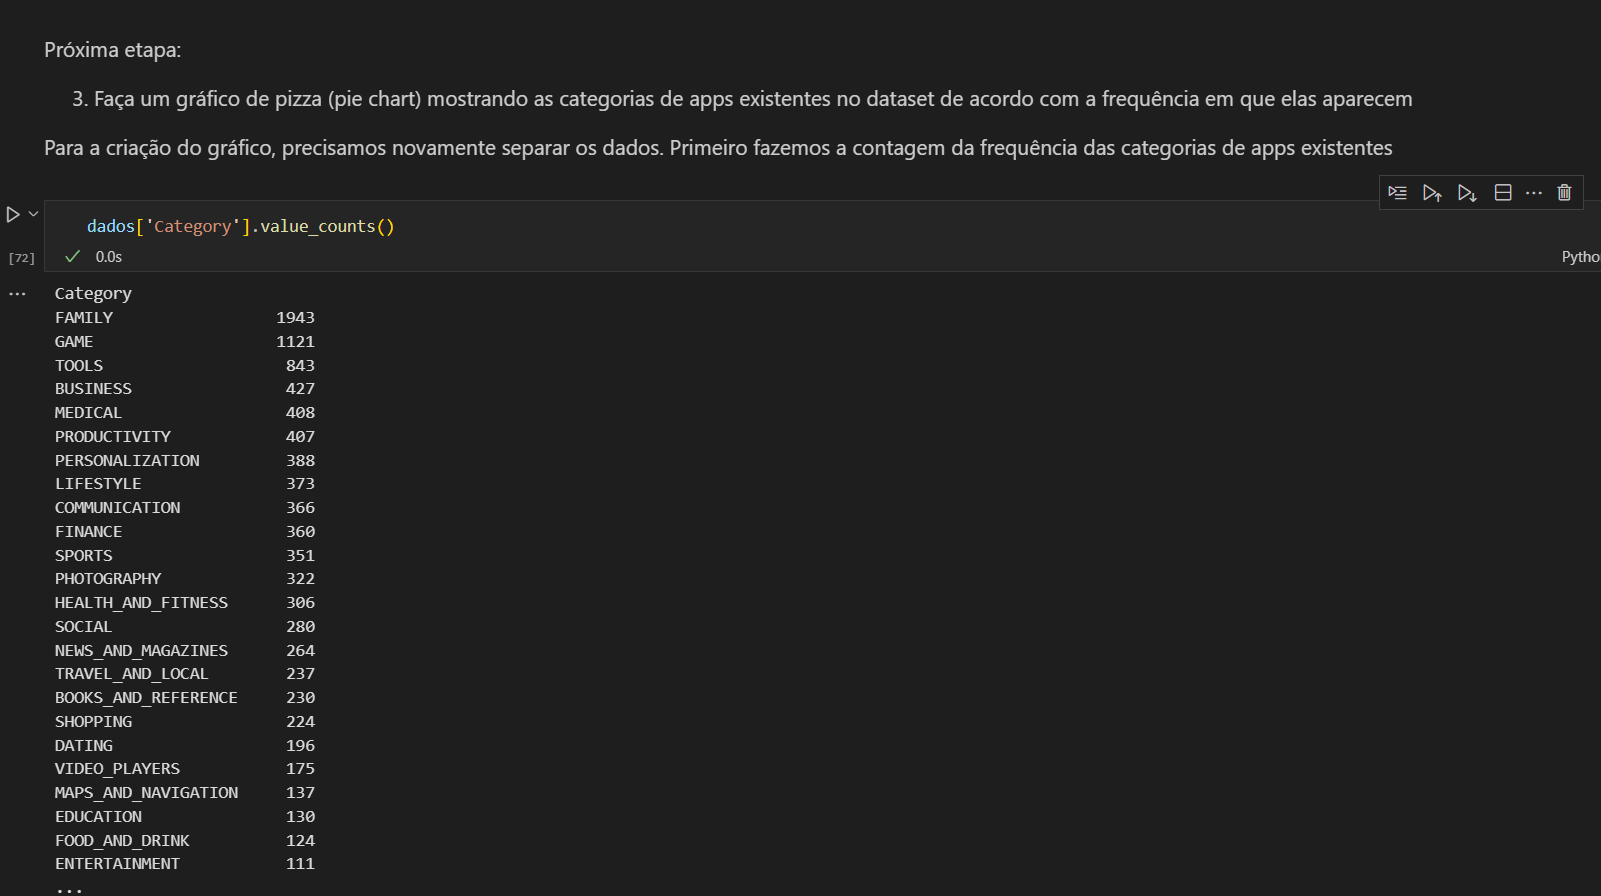 Próxima etapa:
3. Faça um gráfico de pizza (pie chart) mostrando as categorias de apps existentes no dataset de acordo com a frequência em que elas aparecem
Para a criação do gráfico, precisamos novamente separar os dados. Primeiro fazemos a contagem da frequência das categorias de apps existentes
dados['Category'].value_counts()
[72] 0.0s Pytho
Category
FAMILY 1943
GAME 1121
TOOLS 843
BUSINESS 427
MEDICAL 408
PRODUCTIVITY 407
PERSONALIZATION 388
LIFESTYLE 373
COMMUNICATION 366
FINANCE 360
SPORTS 351
PHOTOGRAPHY 322
HEALTH_AND_FITNESS 306
SOCIAL 280
NEWS_AND_MAGAZINES 264
TRAVEL_AND_LOCAL 237
BOOKS_AND_REFERENCE 230
SHOPPING 224
DATING 196
VIDEO_PLAYERS 175
MAPS_AND_NAVIGATION 137
EDUCATION 130
FOOD_AND_DRINK 124
ENTERTAINMENT 111
...